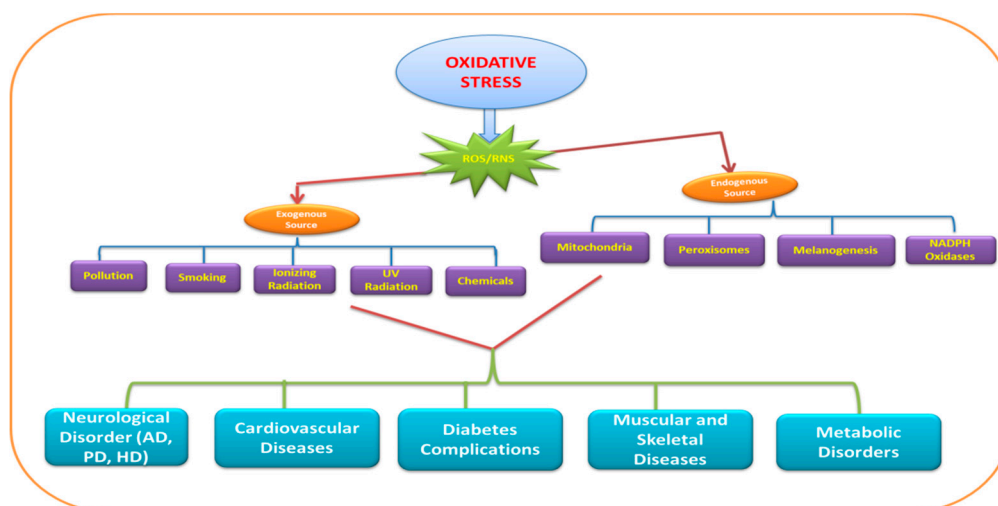 OXIDATIVE
STRESS
ROS/RNS
Exogenous
Source
Endogenous
Source
Pollution
Smoking
Ionizing
Radiation
UV
Radiation
Chemicals
Mitochondria
Peroxisomes
Melanogenesis
NADPH
Oxidases
Neurological
Disorder (AD,
PD, HD)
Cardiovascular
Diseases
Diabetes
Complications
Muscular and
Skeletal
Diseases
Metabolic
Disorders